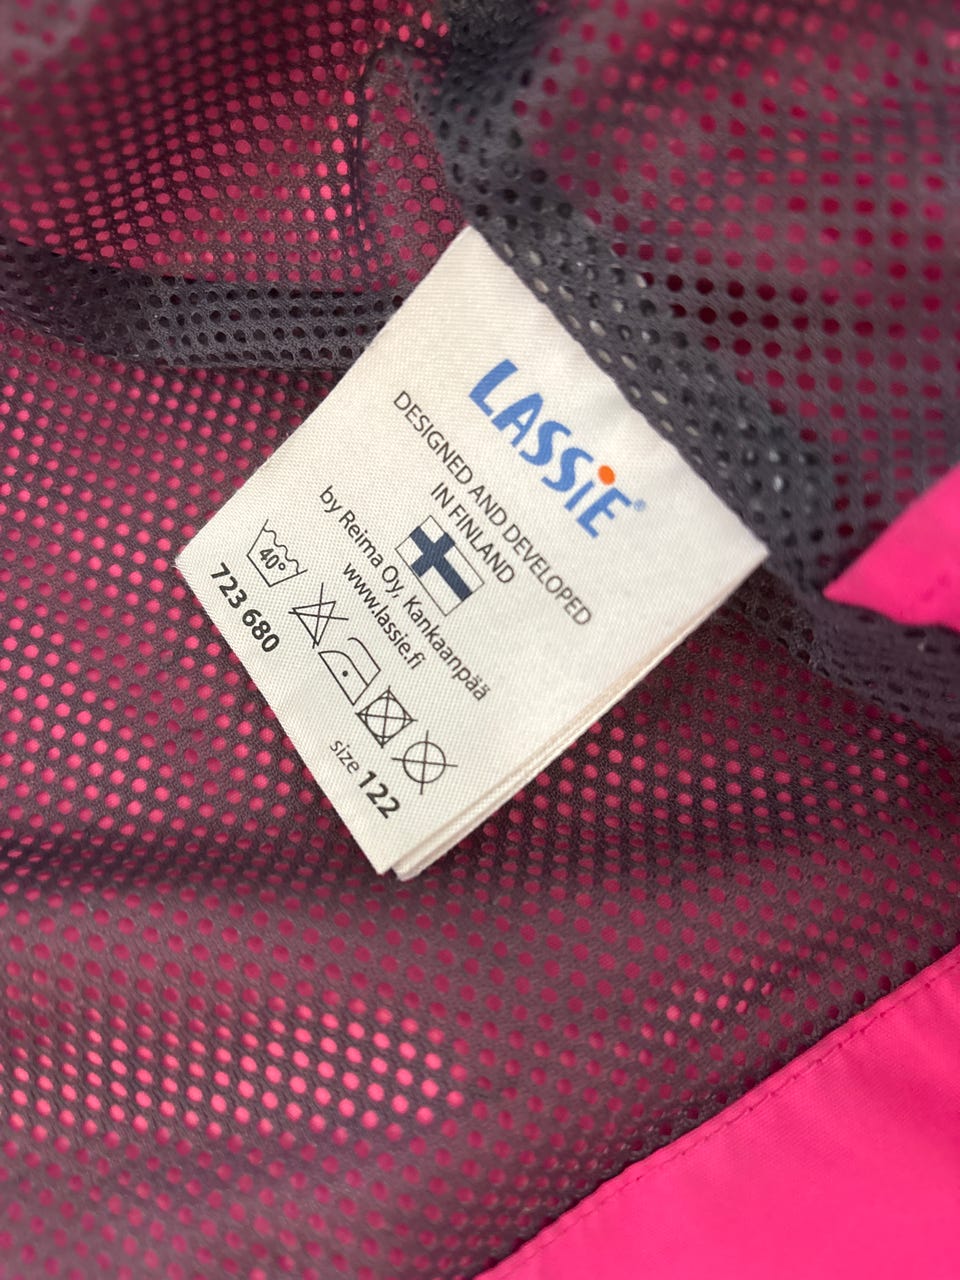 LASSiE®
DESIGNED AND DEVELOPED
IN FINLAND
by Reima Oy, Kankaanpää
www.lassie.fi
40°
723 680
size 122